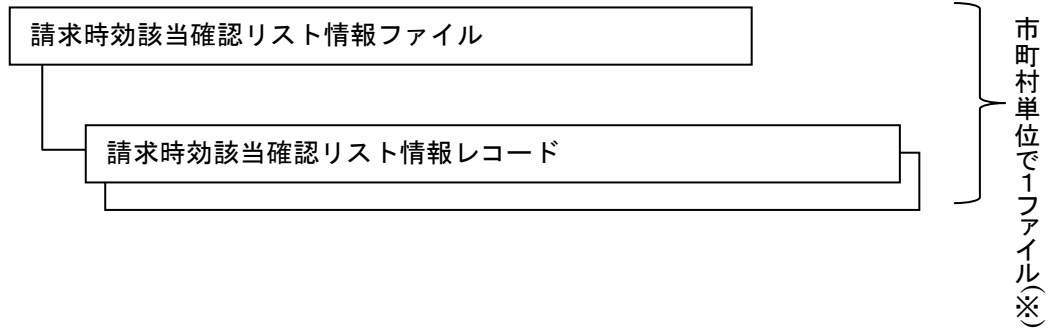 請求時効該当確認リスト情報ファイル
請求時効該当確認リスト情報レコード
市町村単位で1ファイル(※)